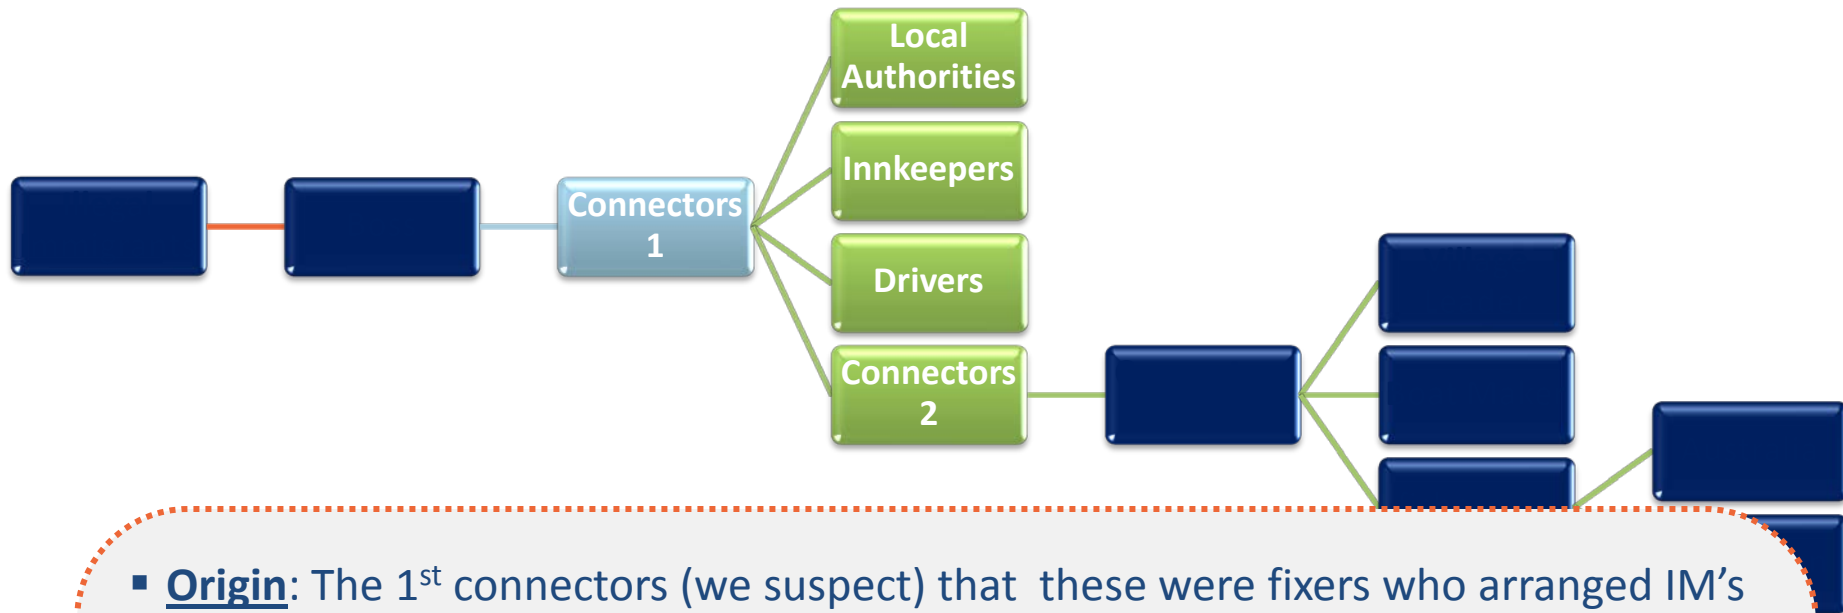 Local
Authorities
Innkeepers
Connectors
1
Drivers
Connectors
2
▪ Origin: The 1st connectors (we suspect) that these were fixers who arranged IM’s